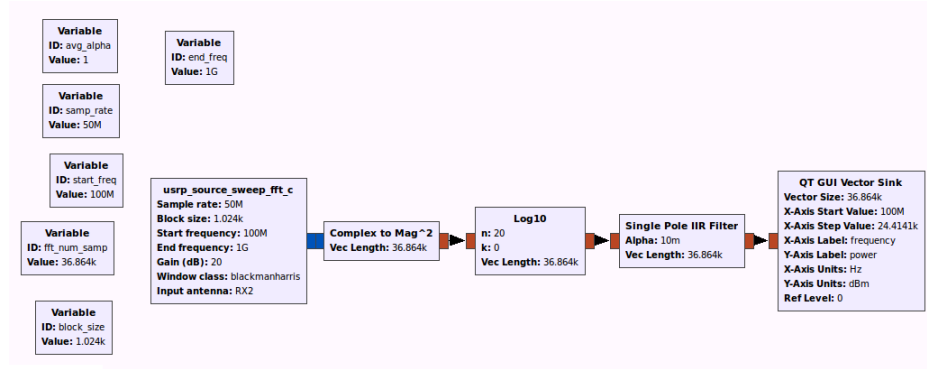 Variable
ID: avg_alpha
Value: 1
Variable
ID: end_freq
Value: 1G
Variable
ID: samp_rate
Value: 50M
Variable
ID: start_freq
Value: 100M
Variable
ID: fft_num_samp
Value: 36.864k
Variable
ID: block_size
Value: 1.024k
usrp_source_sweep_fft_c
Sample rate: 50M
Block size: 1.024k
Start frequency: 100M
End frequency: 1G
Gain (dB): 20
Window class: blackmanharris
Input antenna: RX2
Complex to Mag^2
Vec Length: 36.864k
Log10
n: 20
k: 0
Vec Length: 36.864k
Single Pole IIR Filter
Alpha: 10m
Vec Length: 36.864k
QT GUI Vector Sink
Vector Size: 36.864k
X-Axis Start Value: 100M
X-Axis Step Value: 24.4141k
X-Axis Label: frequency
Y-Axis Label: power
X-Axis Units: Hz
Y-Axis Units: dBm
Ref Level: 0